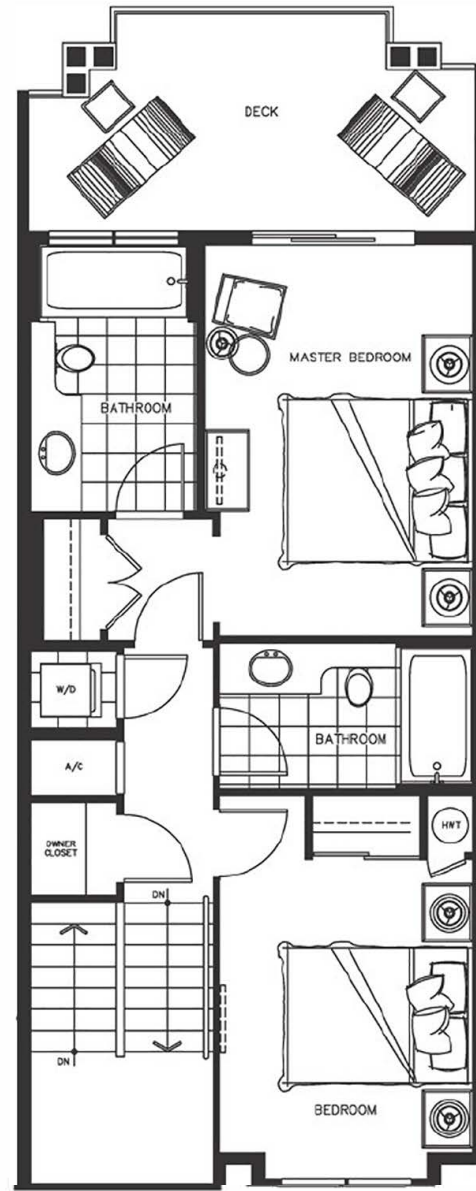 DECK
MASTER BEDROOM
BATHROOM
W/D
BATHROOM
A/C
HWT
OWNER
CLOSET
DN
DN
BEDROOM